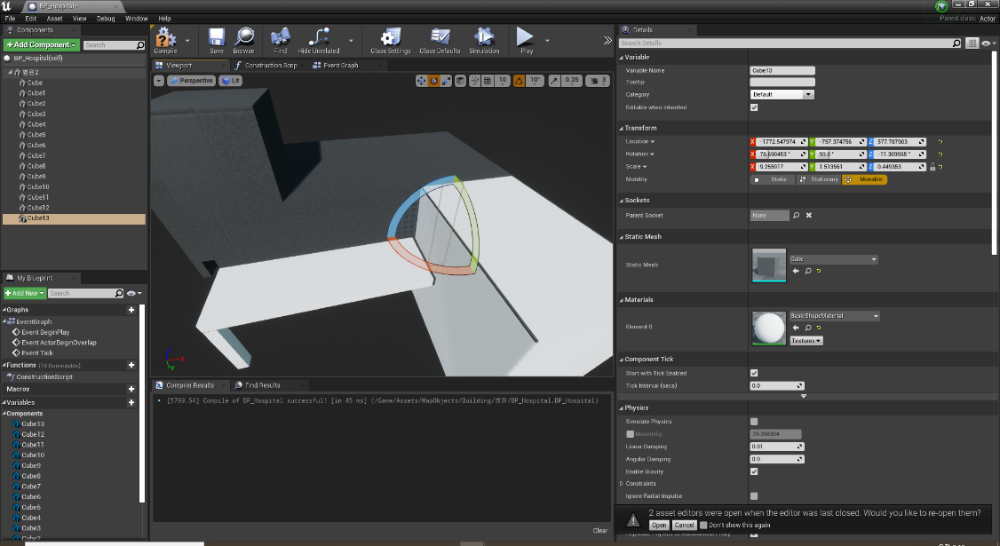 BP_Hospital*
File Edit Asset View Debug Window Help
Parent class: Actor
Components
+Add Component
Search
BP_Hospital(self)
병원2
Cube
Cube1
Cube2
Cube3
Cube4
Cube5
Cube6
Cube7
Cube8
Cube9
Cube10
Cube11
Cube12
Cube13
My Blueprint
+Add New
Search
Graphs
EventGraph
Event BeginPlay
Event ActorBeginOverlap
Event Tick
Functions (18 Overridable)
ConstructionScript
Macros
Variables
Components
Cube13
Cube12
Cube11
Cube10
Cube9
Cube8
Cube7
Cube6
Cube5
Cube4
Cube3
Cube2
Compile
Save
Browse
Find
Hide Unrelated
Class Settings
Class Defaults
Simulation
Play
Viewport
Construction Scrip
Event Graph
Perspective
Lit
10
10°
0.25
3
X
Y
Compiler Results
Find Results
[5799.54] Compile of BP_Hospital successful! [in 45 ms] (/Game/Assets/MapObjects/Building/병원/BP_Hospital.BP_Hospital)
Clear
Details
Search Details
Variable
Variable Name Cube13
Tooltip
Category Default
Editable when Inherited
Transform
Location X -1772.547974 Y -757.374756 Z 577.787903
Rotation X 78.690453 ° Y 90.0 ° Z -11.309965 °
Scale X 9.255917 Y 1.513561 Z 0.449353
Mobility Static Stationary Movable
Sockets
Parent Socket None
Static Mesh
Static Mesh Cube
Materials
Element 0 BasicShapeMaterial
Textures
Component Tick
Start with Tick Enabled
Tick Interval (secs) 0.0
Physics
Simulate Physics
MassInKg
Linear Damping 0.01
Angular Damping 0.0
Enable Gravity
Constraints
Ignore Radial Impulse
2 asset editors were open when the editor was last closed. Would you like to re-open them?
Open Cancel Don't show this again